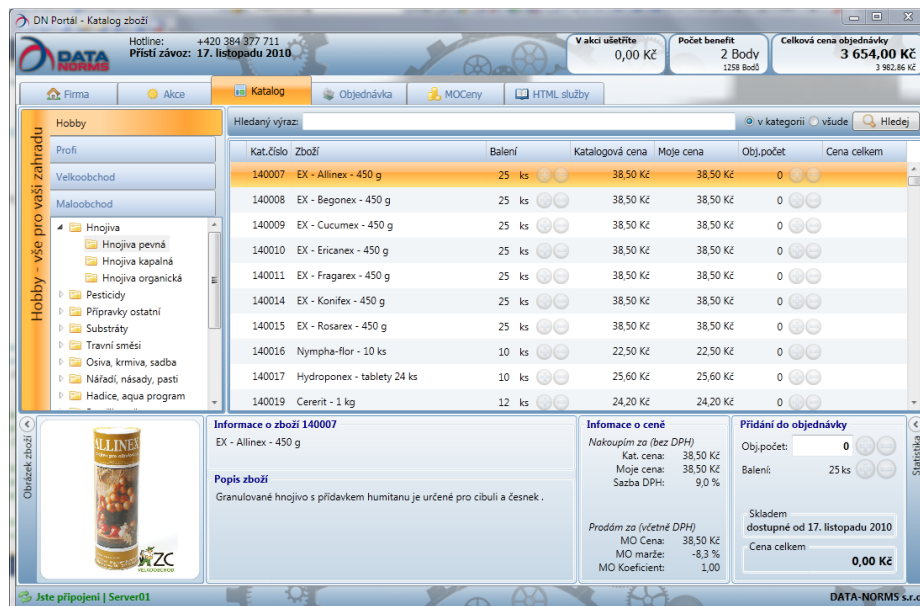 DN Portál - Katalog zboží
DATA
NORMS
Hotline: +420 384 377 711
Přístí závoz: 17. listopadu 2010
V akci ušetříte
0,00 Kč
Počet benefit
2 Body
1258 Bodů
Celková cena objednávky
3 654,00 Kč
3 982,86 Kč
Firma
Akce
Katalog
Objednávka
MOCeny
HTML služby
Hobby - vše pro vaši zahradu
Hobby
Profi
Velkoobchod
Maloobchod
Hnojiva
Hnojiva pevná
Hnojiva kapalná
Hnojiva organická
Pesticidy
Přípravky ostatní
Substráty
Travní směsi
Osiva, krmiva, sadba
Nářadí, násady, pasti
Hadice, aqua program
Hledaný výraz:
v kategorii
všude
Hledej
Kat.číslo Zboží Balení Katalogová cena Moje cena Obj.počet Cena celkem
140007 EX - Allinex - 450 g 25 ks 38,50 Kč 38,50 Kč 0
140008 EX - Begonex - 450 g 25 ks 38,50 Kč 38,50 Kč 0
140009 EX - Cucumex - 450 g 25 ks 38,50 Kč 38,50 Kč 0
140010 EX - Ericanex - 450 g 25 ks 38,50 Kč 38,50 Kč 0
140011 EX - Fragarex - 450 g 25 ks 38,50 Kč 38,50 Kč 0
140014 EX - Konifex - 450 g 25 ks 38,50 Kč 38,50 Kč 0
140015 EX - Rosarex - 450 g 25 ks 38,50 Kč 38,50 Kč 0
140016 Nympha-flor - 10 ks 10 ks 22,50 Kč 22,50 Kč 0
140017 Hydroponex - tablety 24 ks 10 ks 25,60 Kč 25,60 Kč 0
140019 Cererit - 1 kg 12 ks 24,20 Kč 24,20 Kč 0
Obrázek zboží
ALLINEX
ZC
VELKOOBCHOD
Informace o zboží 140007
EX - Allinex - 450 g
Popis zboží
Granulované hnojivo s přídavkem humitanu je určené pro cibuli a česnek .
Infomace o ceně
Nakoupím za (bez DPH)
Kat. cena: 38,50 Kč
Moje cena: 38,50 Kč
Sazba DPH: 9,0 %
Prodám za (včetně DPH)
MO Cena: 38,50 Kč
MO marže: -8,3 %
MO Koeficient: 1,00
Přidání do objednávky
Obj.počet: 0
Balení: 25 ks
Skladem
dostupné od 17. listopadu 2010
Cena celkem
0,00 Kč
Statistika
Jste připojeni | Server01
DATA-NORMS s.r.o